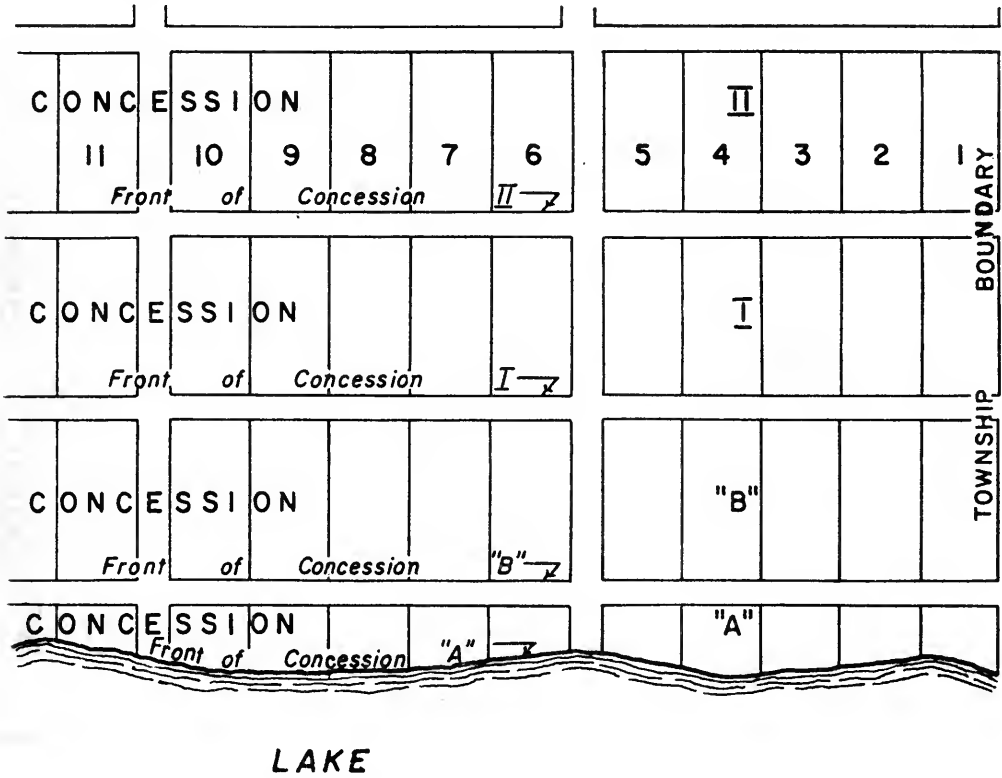 CONCESSION II
11 10 9 8 7 6 5 4 3 2 1
Front of Concession II
CONCESSION I
Front of Concession I
CONCESSION "B"
Front of Concession "B"
CONCESSION "A"
Front of Concession "A"
TOWNSHIP BOUNDARY
LAKE